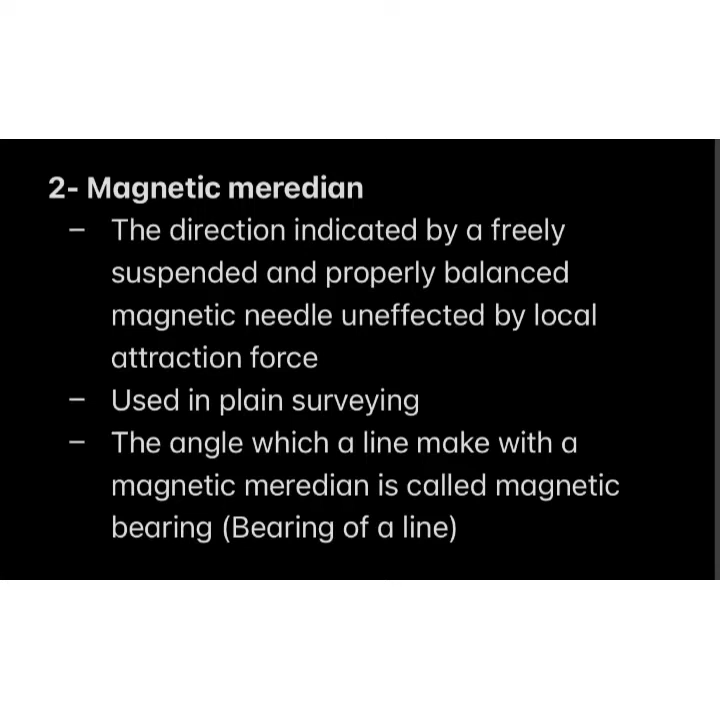 2- Magnetic meredian
– The direction indicated by a freely
suspended and properly balanced
magnetic needle uneffected by local
attraction force
– Used in plain surveying
– The angle which a line make with a
magnetic meredian is called magnetic
bearing (Bearing of a line)